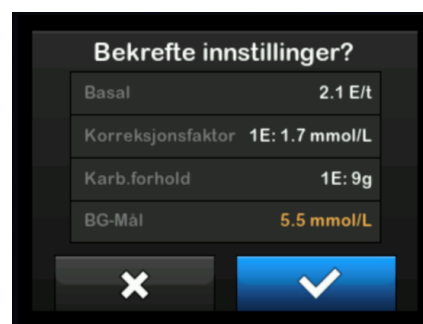 Bekrefte innstillinger?
Basal 2.1 E/t
Korreksjonsfaktor 1E: 1.7 mmol/L
Karb.forhold 1E: 9g
BG-Mål 5.5 mmol/L